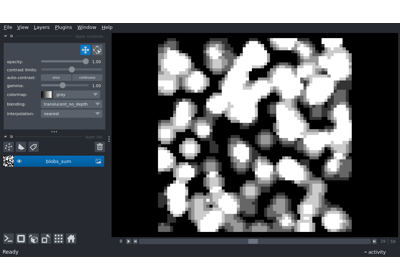 File View Layers Plugins Window Help
opacity: 1.00
contrast limits:
auto-contrast: once continuous
gamma: 1.00
colormap: gray
blending: translucent_no_depth
interpolation: nearest
blobs_sum
Ready
activity